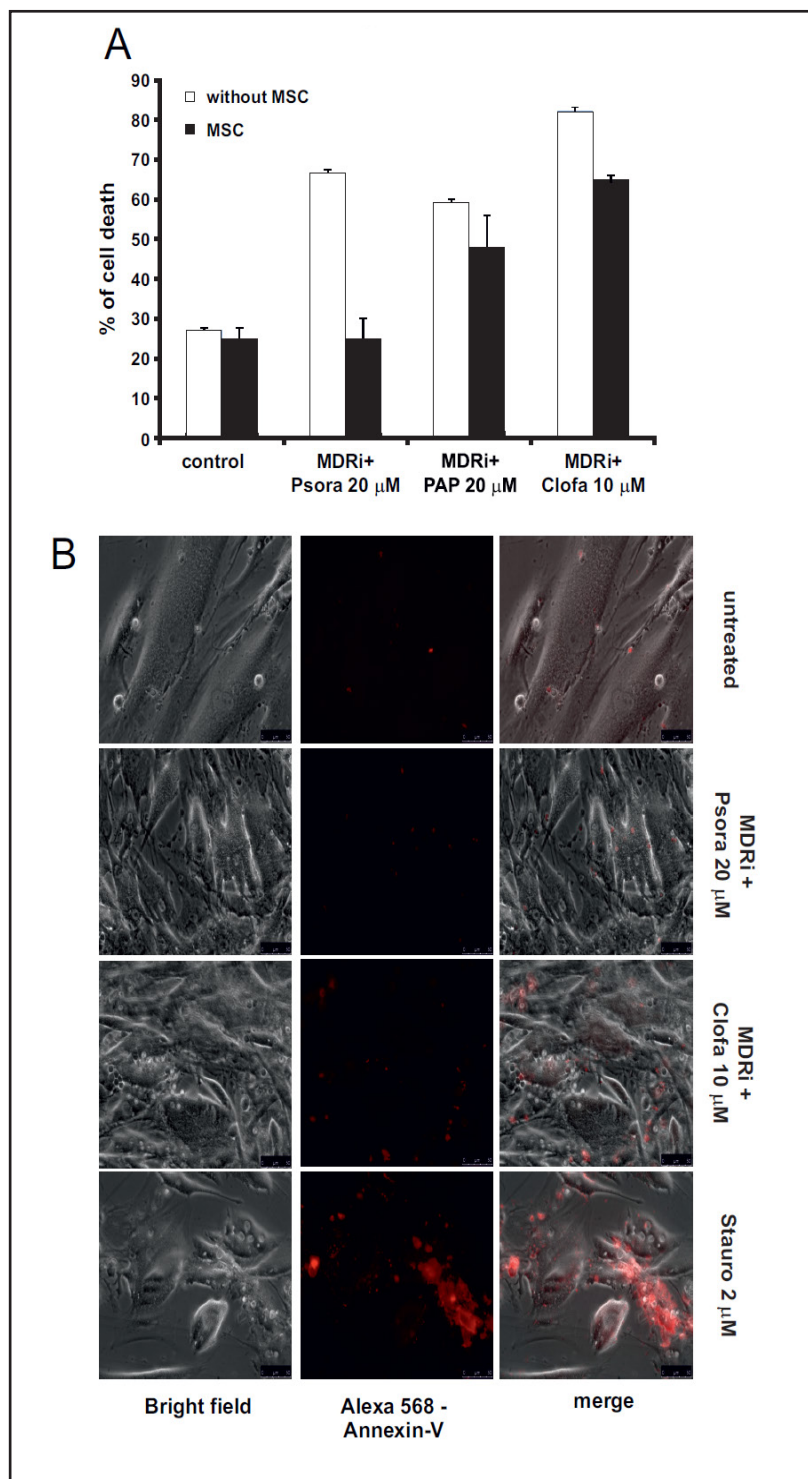 A
90
80
70
60
50
40
30
20
10
0
% of cell death
without MSC
MSC
control
MDRi+
Psora 20 μM
MDRi+
PAP 20 μM
MDRi+
Clofa 10 μM
B
untreated
MDRi +
Psora 20 μM
MDRi +
Clofa 10 μM
Stauro 2 μM
Bright field
Alexa 568 -
Annexin-V
merge